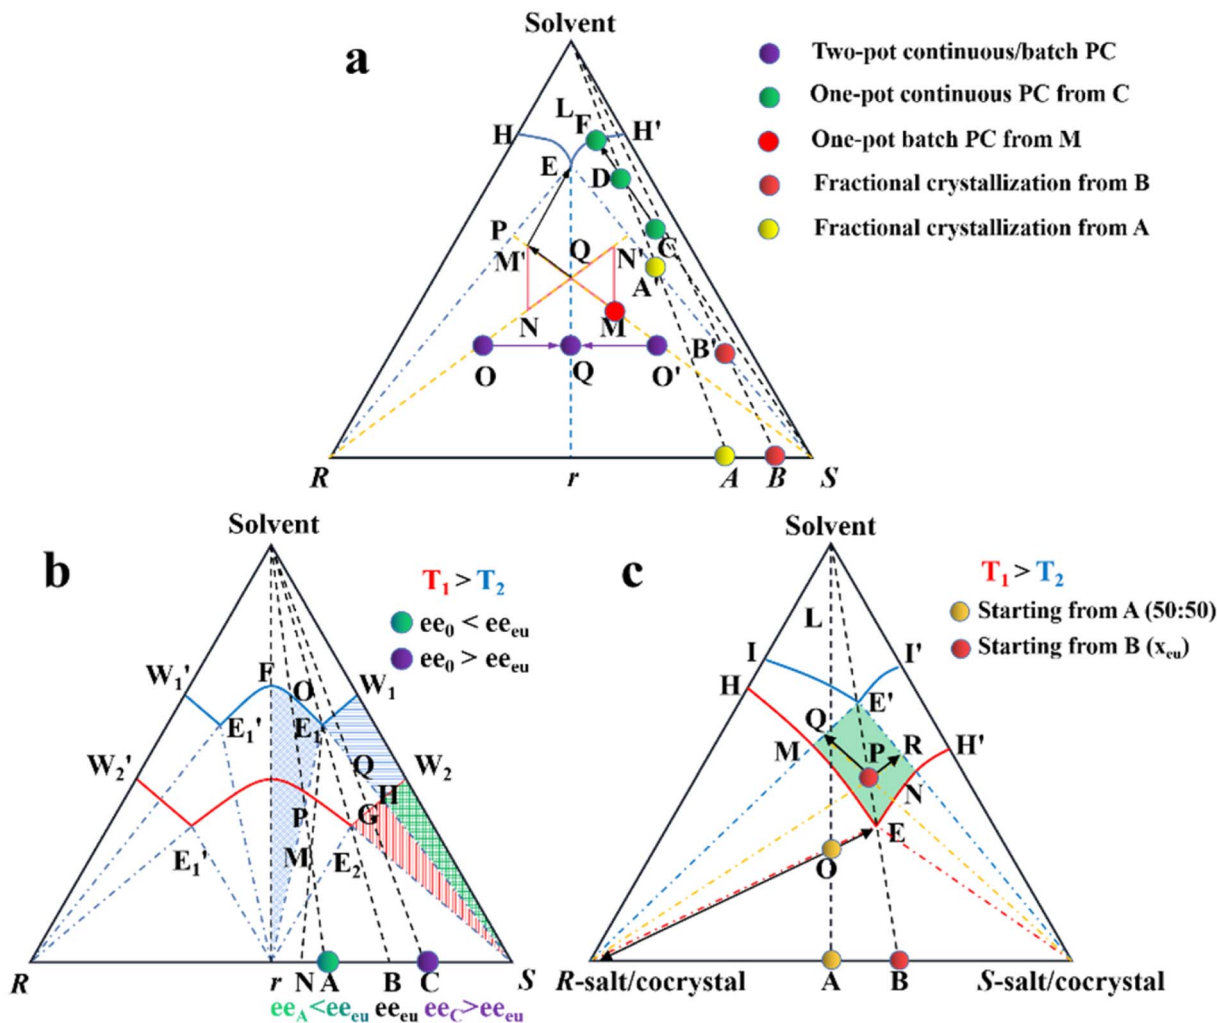 Solvent
a
Two-pot continuous/batch PC
One-pot continuous PC from C
One-pot batch PC from M
Fractional crystallization from B
Fractional crystallization from A
L
F
H
H'
E
D
P
Q
C
M'
N'
A'
N
M
B'
O
Q
O'
R
r
A
B
S
Solvent
b
T1 > T2
ee0 < eeeu
ee0 > eeeu
W1'
F
O
W1
E1'
E1
W2'
Q
W2
H
P
G
E1'
M
E2
R
r
N
A
B
C
S
eeA<eeeu eeeu eeC>eeeu
Solvent
c
T1 > T2
Starting from A (50:50)
Starting from B (xeu)
L
I
I'
H
E'
Q
M
P
R
H'
N
E
O
R-salt/cocrystal
A
B
S-salt/cocrystal